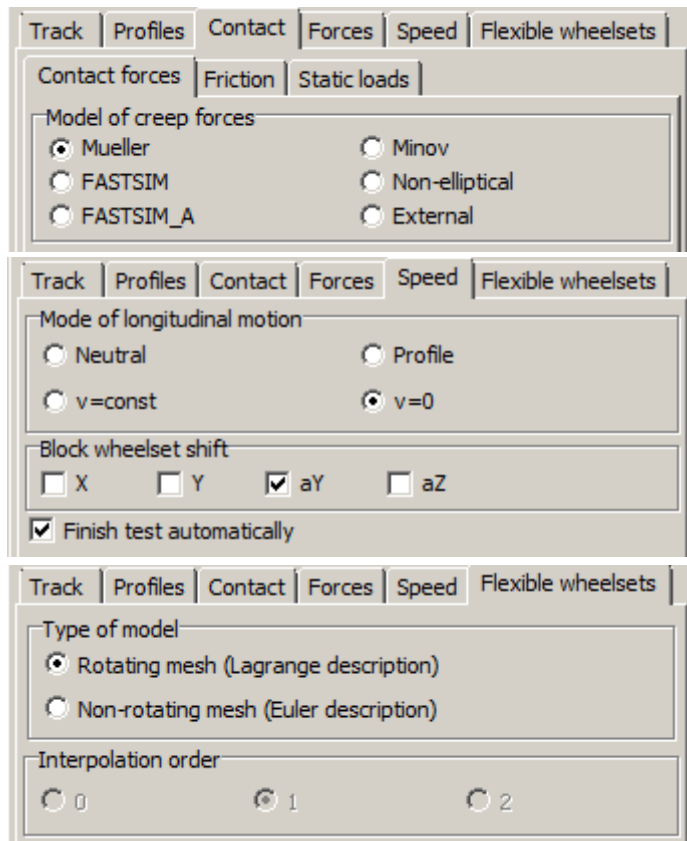 Track Profiles Contact Forces Speed Flexible wheelsets
Contact forces Friction Static loads
Model of creep forces
Mueller Minov
FASTSIM Non-elliptical
FASTSIM_A External
Track Profiles Contact Forces Speed Flexible wheelsets
Mode of longitudinal motion
Neutral Profile
v=const v=0
Block wheelset shift
X Y aY aZ
Finish test automatically
Track Profiles Contact Forces Speed Flexible wheelsets
Type of model
Rotating mesh (Lagrange description)
Non-rotating mesh (Euler description)
Interpolation order
0 1 2